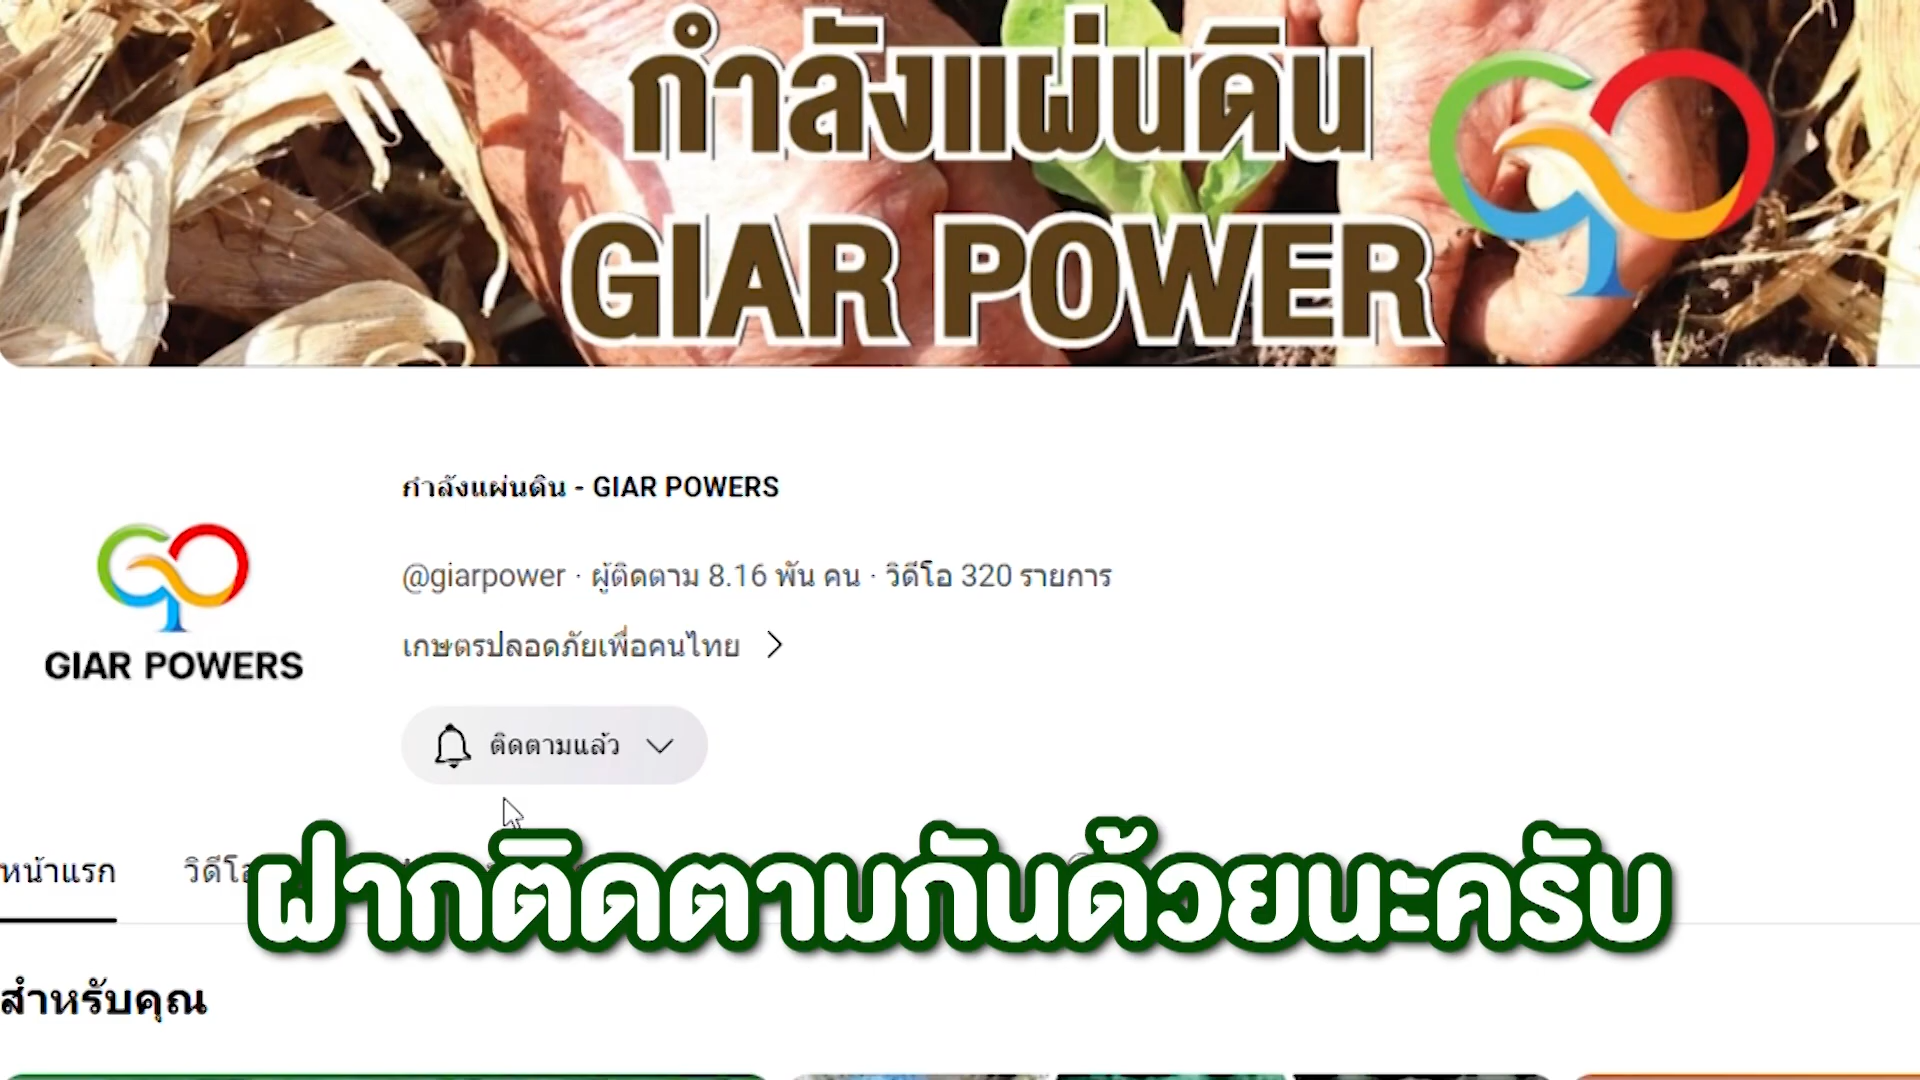 กำลังแผ่นดิน
GIAR POWER
กำลังแผ่นดิน - GIAR POWERS
GIAR POWERS
@giarpower · ผู้ติดตาม 8.16 พัน คน · วิดีโอ 320 รายการ
เกษตรปลอดภัยเพื่อคนไทย
ติดตามแล้ว
หน้าแรก วิดีโอ
ฝากติดตามกันด้วยนะครับ
สำหรับคุณ